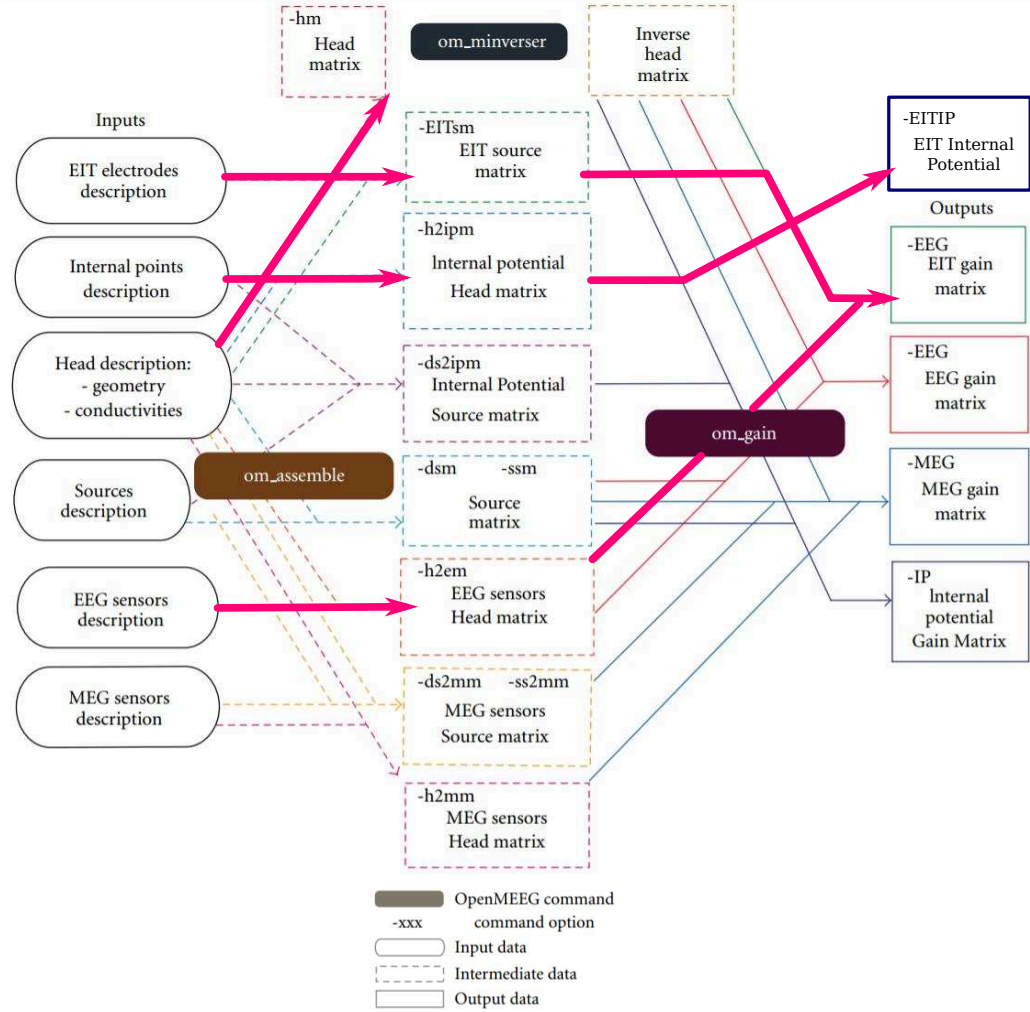 -hm
Head
matrix
om_minverser
Inverse
head
matrix
Inputs
EIT electrodes
description
Internal points
description
Head description:
- geometry
- conductivities
Sources
description
EEG sensors
description
MEG sensors
description
om_assemble
-EITsm
EIT source
matrix
-h2ipm
Internal potential
Head matrix
-ds2ipm
Internal Potential
Source matrix
-dsm -ssm
Source
matrix
-h2em
EEG sensors
Head matrix
-ds2mm -ss2mm
MEG sensors
Source matrix
-h2mm
MEG sensors
Head matrix
om_gain
-EITIP
EIT Internal
Potential
Outputs
-EEG
EIT gain
matrix
-EEG
EEG gain
matrix
-MEG
MEG gain
matrix
-IP
Internal
potential
Gain Matrix
OpenMEEG command
-xxx command option
Input data
Intermediate data
Output data